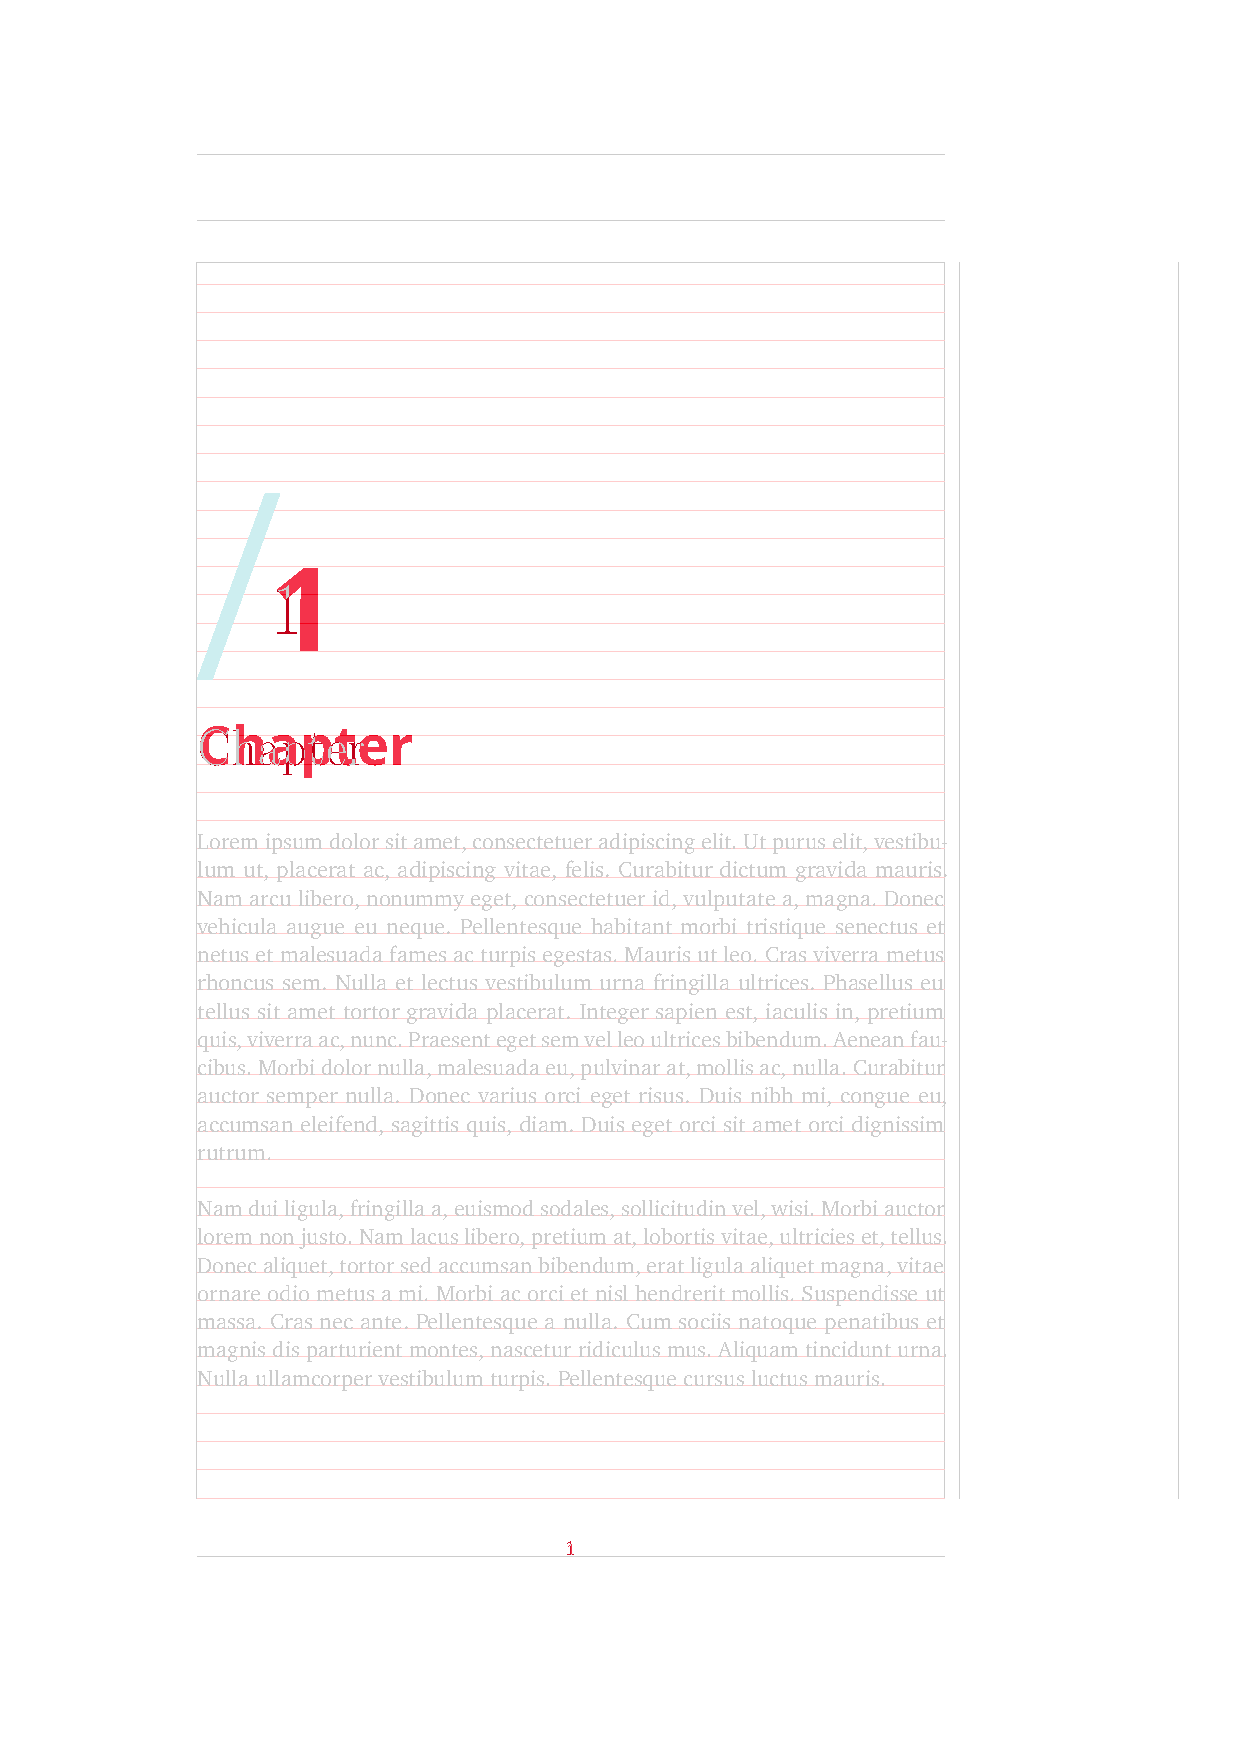 /1
Chapter
Lorem ipsum dolor sit amet, consectetuer adipiscing elit. Ut purus elit, vestibu-
lum ut, placerat ac, adipiscing vitae, felis. Curabitur dictum gravida mauris.
Nam arcu libero, nonummy eget, consectetuer id, vulputate a, magna. Donec
vehicula augue eu neque. Pellentesque habitant morbi tristique senectus et
netus et malesuada fames ac turpis egestas. Mauris ut leo. Cras viverra metus
rhoncus sem. Nulla et lectus vestibulum urna fringilla ultrices. Phasellus eu
tellus sit amet tortor gravida placerat. Integer sapien est, iaculis in, pretium
quis, viverra ac, nunc. Praesent eget sem vel leo ultrices bibendum. Aenean fau-
cibus. Morbi dolor nulla, malesuada eu, pulvinar at, mollis ac, nulla. Curabitur
auctor semper nulla. Donec varius orci eget risus. Duis nibh mi, congue eu,
accumsan eleifend, sagittis quis, diam. Duis eget orci sit amet orci dignissim
rutrum.
Nam dui ligula, fringilla a, euismod sodales, sollicitudin vel, wisi. Morbi auctor
lorem non justo. Nam lacus libero, pretium at, lobortis vitae, ultricies et, tellus.
Donec aliquet, tortor sed accumsan bibendum, erat ligula aliquet magna, vitae
ornare odio metus a mi. Morbi ac orci et nisl hendrerit mollis. Suspendisse ut
massa. Cras nec ante. Pellentesque a nulla. Cum sociis natoque penatibus et
magnis dis parturient montes, nascetur ridiculus mus. Aliquam tincidunt urna.
Nulla ullamcorper vestibulum turpis. Pellentesque cursus luctus mauris.
1